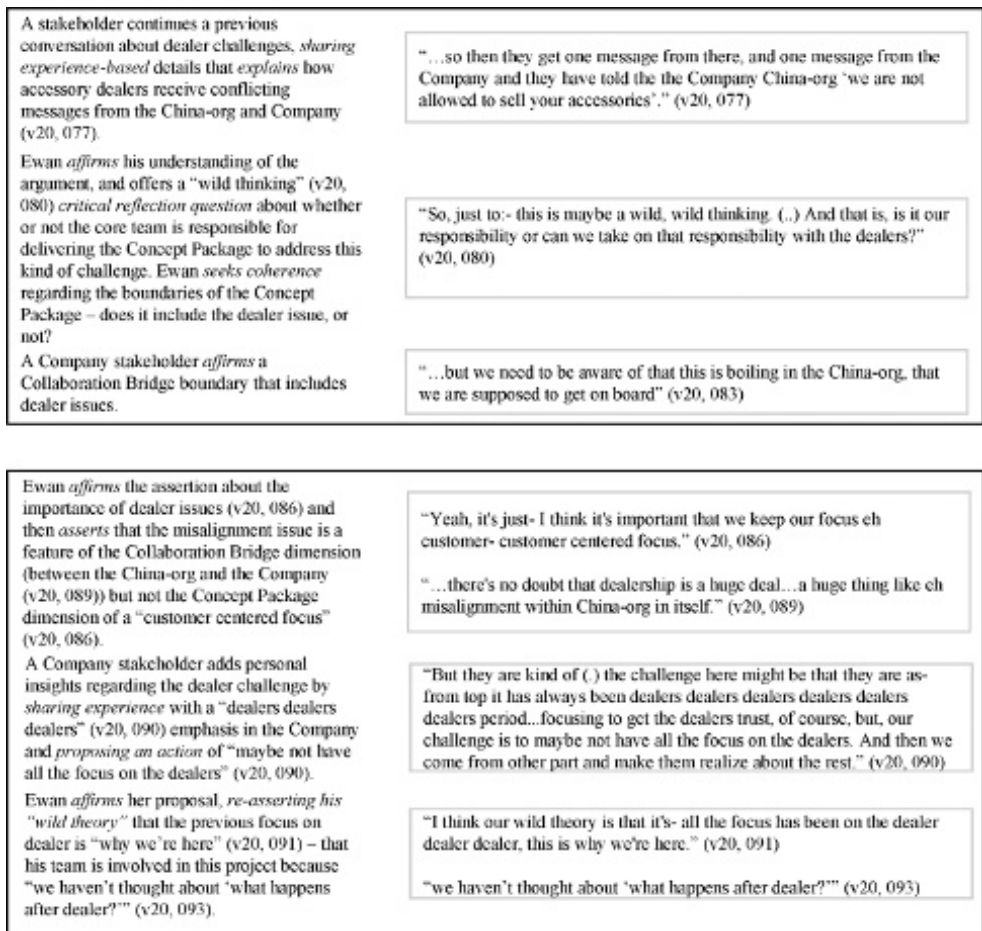 A stakeholder continues a previous
conversation about dealer challenges, sharing
experience-based details that explains how
accessory dealers receive conflicting
messages from the China-org and Company
(v20, 077).
“…so then they get one message from there, and one message from the
Company and they have told the the Company China-org ‘we are not
allowed to sell your accessories’.” (v20, 077)
Ewan affirms his understanding of the
argument, and offers a “wild thinking” (v20,
080) critical reflection question about whether
or not the core team is responsible for
delivering the Concept Package to address this
kind of challenge. Ewan seeks coherence
regarding the boundaries of the Concept
Package – does it include the dealer issue, or
not?
“So, just to:- this is maybe a wild, wild thinking. (..) And that is, is it our
responsibility or can we take on that responsibility with the dealers?”
(v20, 080)
A Company stakeholder affirms a
Collaboration Bridge boundary that includes
dealer issues.
“…but we need to be aware of that this is boiling in the China-org, that
we are supposed to get on board” (v20, 083)
Ewan affirms the assertion about the
importance of dealer issues (v20, 086) and
then asserts that the misalignment issue is a
feature of the Collaboration Bridge dimension
(between the China-org and the Company
(v20, 089)) but not the Concept Package
dimension of a “customer centered focus”
(v20, 086).
“Yeah, it's just- I think it's important that we keep our focus eh
customer- customer centered focus.” (v20, 086)
“…there's no doubt that dealership is a huge deal…a huge thing like eh
misalignment within China-org in itself.” (v20, 089)
A Company stakeholder adds personal
insights regarding the dealer challenge by
sharing experience with a “dealers dealers
dealers” (v20, 090) emphasis in the Company
and proposing an action of “maybe not have
all the focus on the dealers” (v20, 090).
“But they are kind of (.) the challenge here might be that they are as-
from top it has always been dealers dealers dealers dealers dealers
dealers period...focusing to get the dealers trust, of course, but, our
challenge is to maybe not have all the focus on the dealers. And then we
come from other part and make them realize about the rest.” (v20, 090)
Ewan affirms her proposal, re-asserting his
“wild theory” that the previous focus on
dealer is “why we’re here” (v20, 091) – that
his team is involved in this project because
“we haven’t thought about ‘what happens
after dealer?’” (v20, 093).
“I think our wild theory is that it's- all the focus has been on the dealer
dealer dealer, this is why we're here.” (v20, 091)
“we haven’t thought about ‘what happens after dealer?’” (v20, 093)